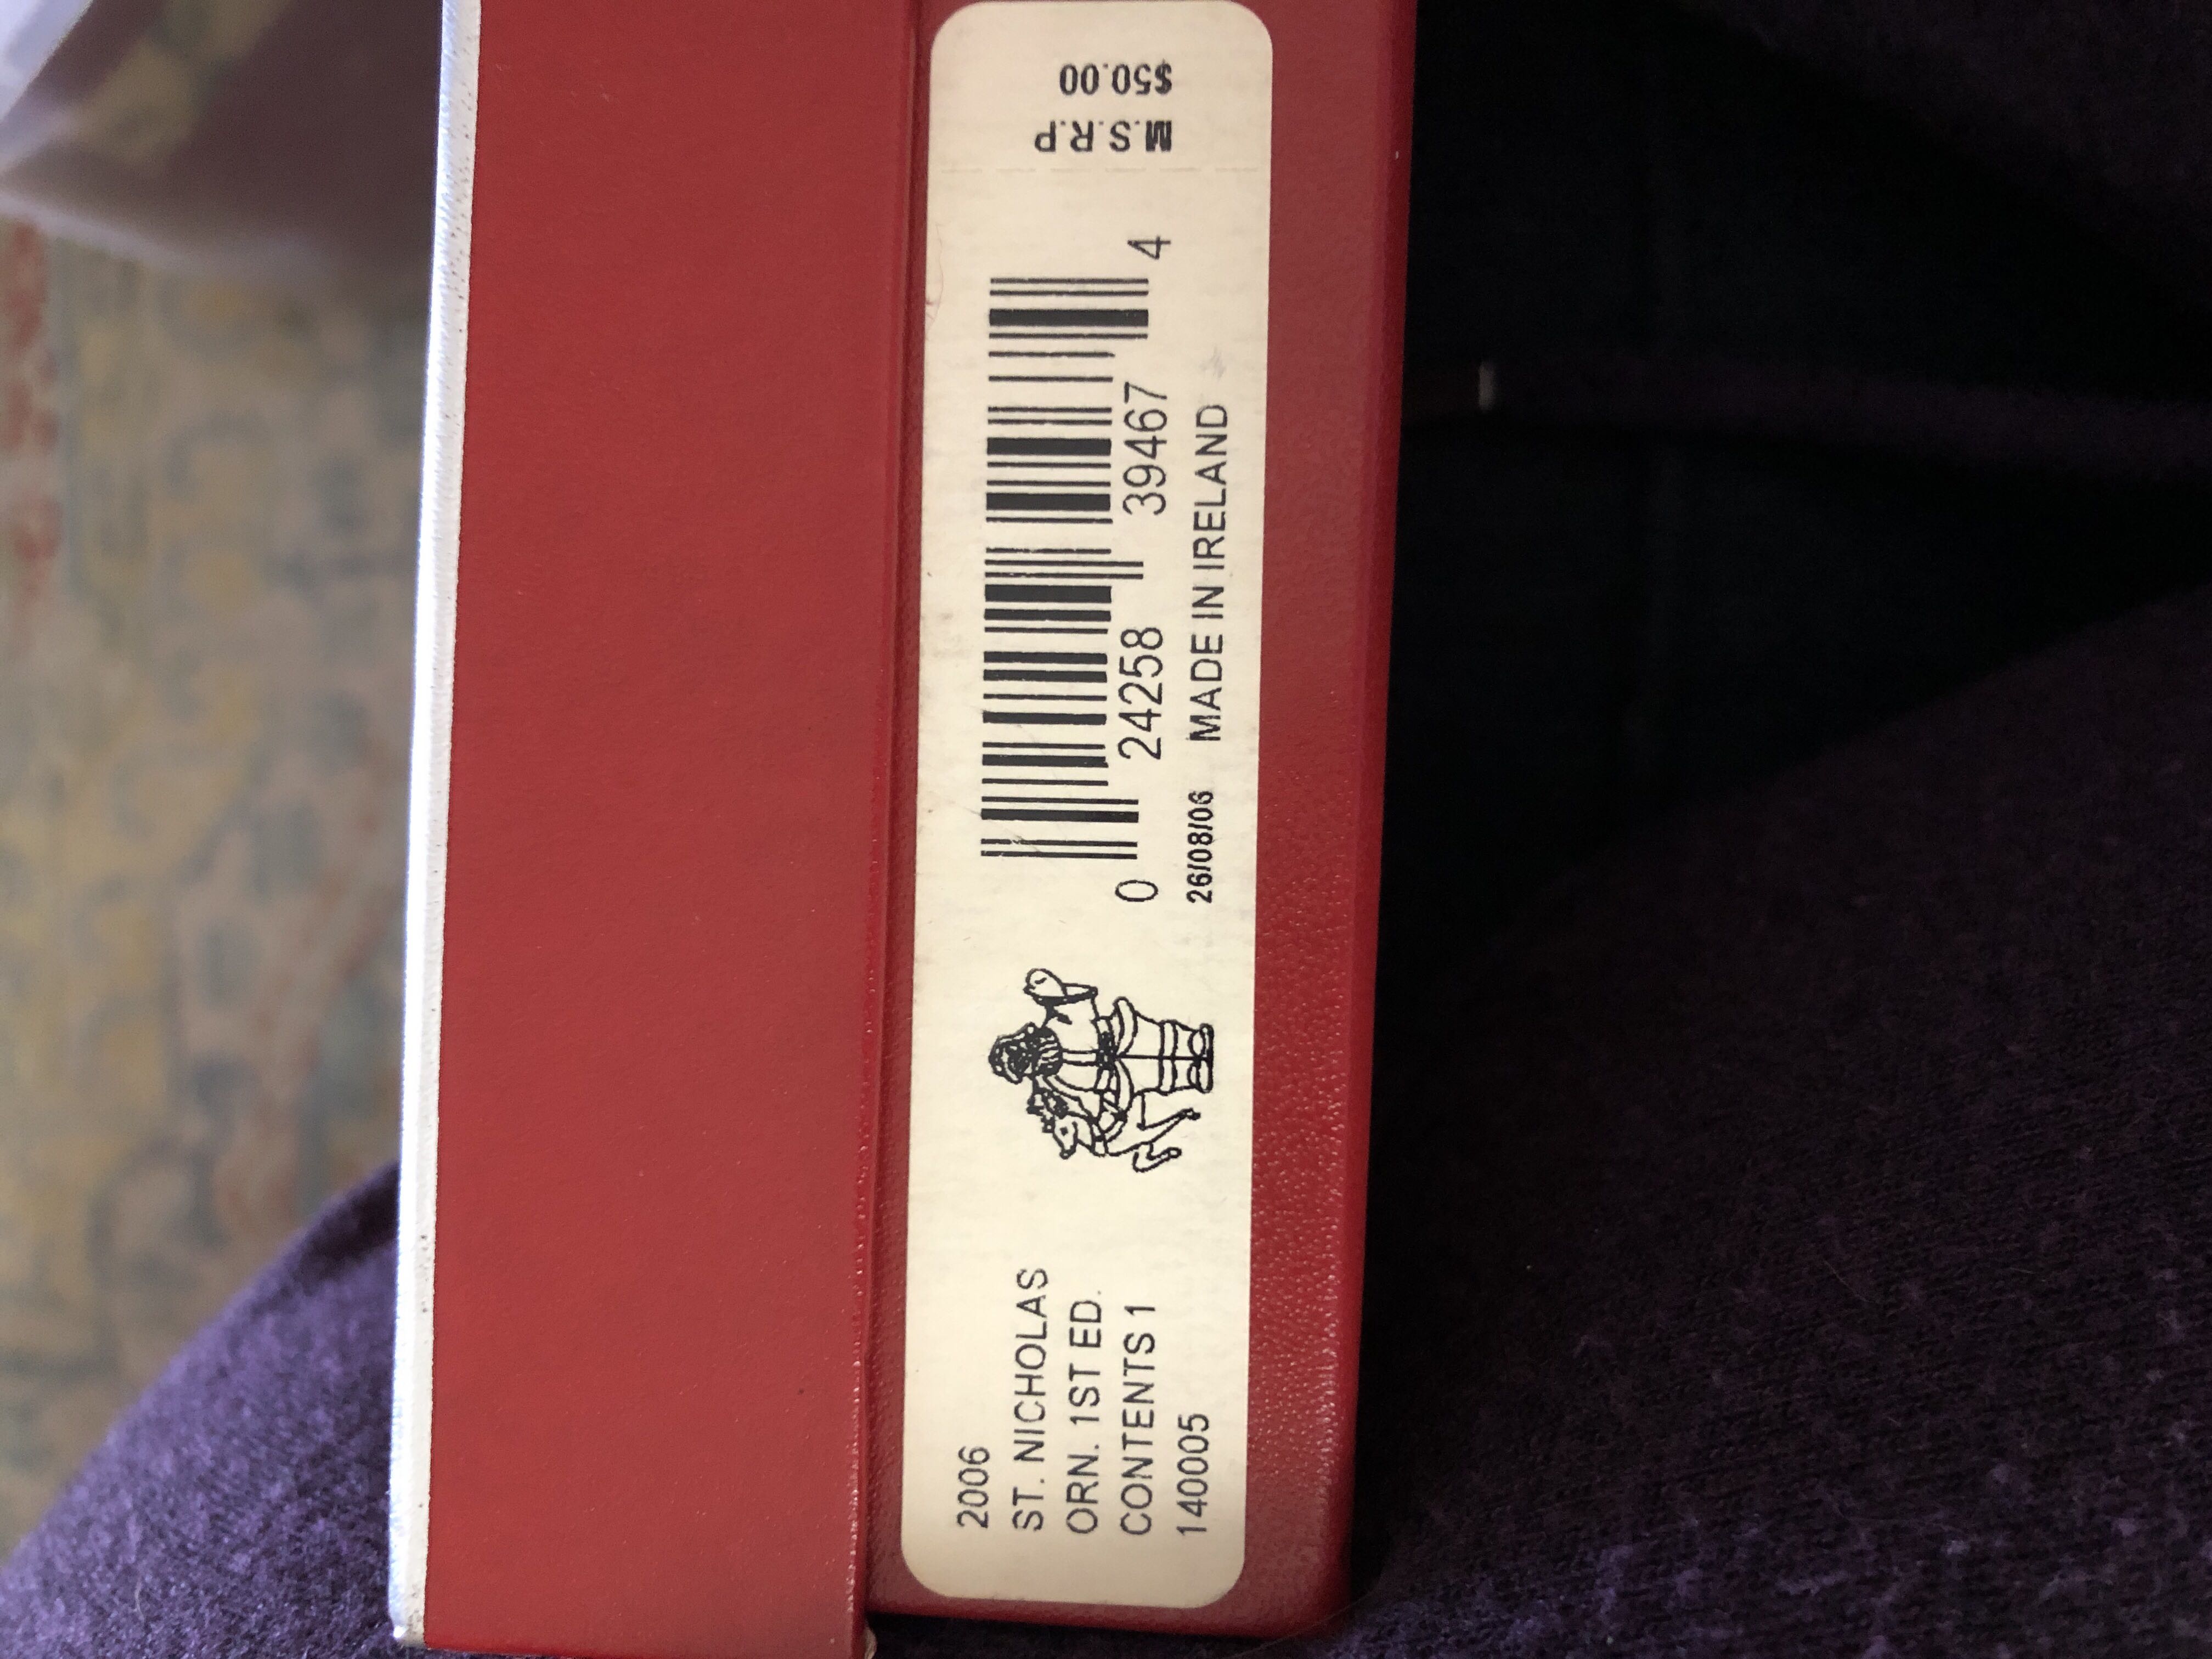 2006
ST. NICHOLAS
ORN. 1ST ED.
CONTENTS 1
140005
0 24258 39467 4
26/08/06 MADE IN IRELAND
M.S.R.P
$50.00